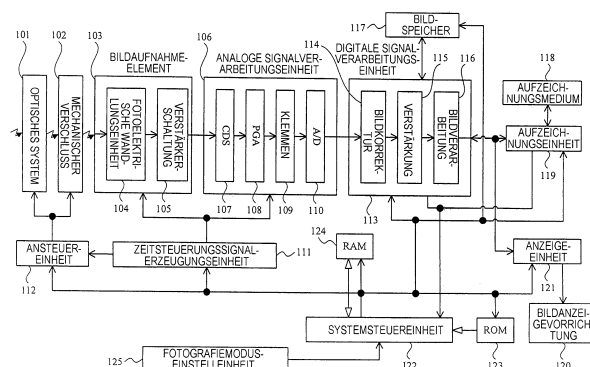 101
OPTISCHES SYSTEM
102
MECHANISCHER
VERSCHLUSS
103
BILDAUFNAHME-
ELEMENT
FOTOELEKTRI-
SCHE WAND-
LUNGSEINHEIT
104
VERSTÄRKER-
SCHALTUNG
105
106
ANALOGE SIGNALVER-
ARBEITUNGSEINHEIT
CDS
107
PGA
108
KLEMMEN
109
A/D
110
117
BILD-
SPEICHER
114
DIGITALE SIGNAL-
VERARBEITUNGS-
EINHEIT
115
116
BILDKORREK-
TUR
VERSTÄRKUNG
BILDVERAR-
BEITUNG
113
118
AUFZEICH-
NUNGSMEDIUM
AUFZEICH-
NUNGSEINHEIT
119
ANSTEUER-
EINHEIT
112
ZEITSTEUERUNGSSIGNAL-
ERZEUGUNGSEINHEIT
111
124
RAM
ANZEIGE-
EINHEIT
121
SYSTEMSTEUEREINHEIT
122
ROM
123
BILDANZEI-
GEVORRICH-
TUNG
120
125
FOTOGRAFIEMODUS-
EINSTELLEINHEIT